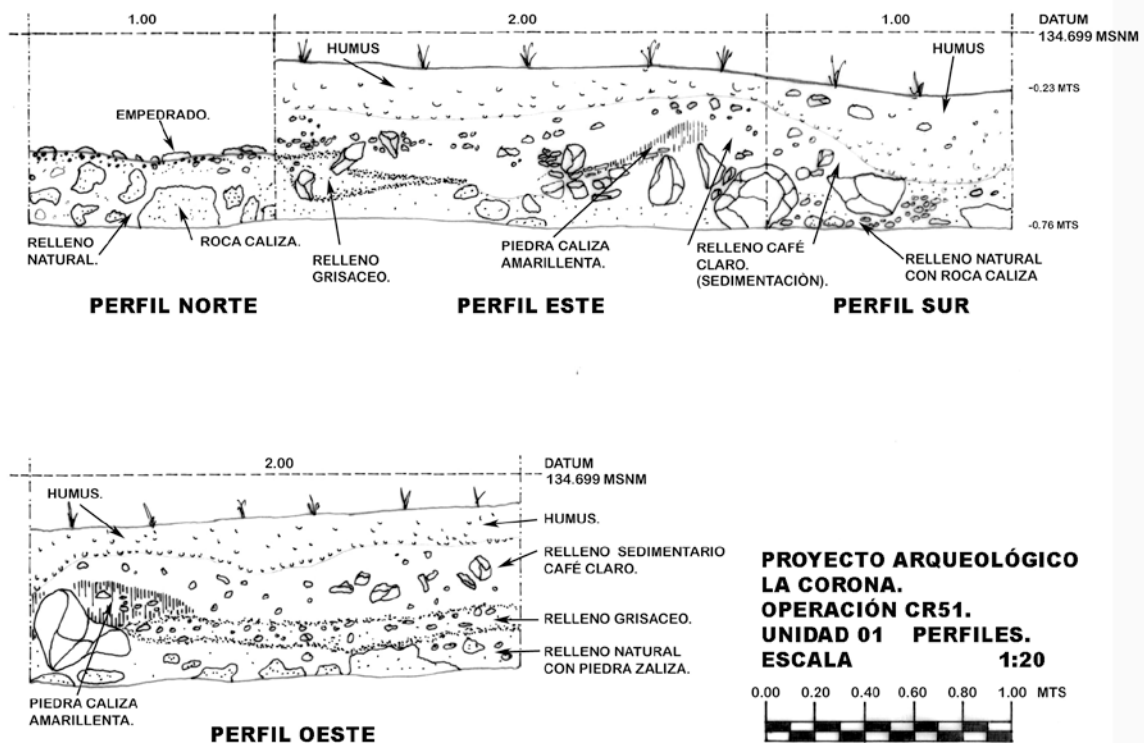 1.00
2.00
1.00
DATUM
134.699 MSNM
HUMUS
HUMUS
-0.23 MTS
EMPEDRADO.
RELLENO
NATURAL.
ROCA CALIZA.
RELLENO
GRISACEO.
PIEDRA CALIZA
AMARILLENTA.
RELLENO CAFÉ
CLARO.
(SEDIMENTACIÒN).
-0.76 MTS
RELLENO NATURAL
CON ROCA CALIZA
PERFIL NORTE
PERFIL ESTE
PERFIL SUR
2.00
DATUM
134.699 MSNM
HUMUS.
HUMUS.
RELLENO SEDIMENTARIO
CAFÉ CLARO.
RELLENO GRISACEO.
RELLENO NATURAL
CON PIEDRA ZALIZA.
PIEDRA CALIZA
AMARILLENTA.
PERFIL OESTE
PROYECTO ARQUEOLÓGICO
LA CORONA.
OPERACIÓN CR51.
UNIDAD 01 PERFILES.
ESCALA 1:20
0.00 0.20 0.40 0.60 0.80 1.00 MTS